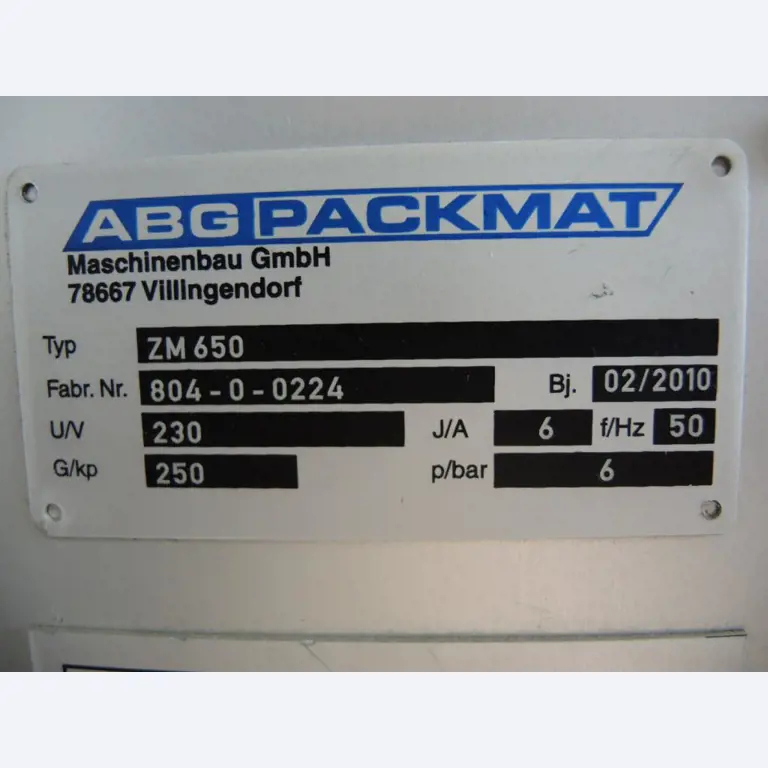 ABG PACKMAT
Maschinenbau GmbH
78667 Villingendorf
Typ ZM 650
Fabr. Nr. 804-0-0224 Bj. 02/2010
U/V 230 J/A 6 f/Hz 50
G/kp 250 p/bar 6